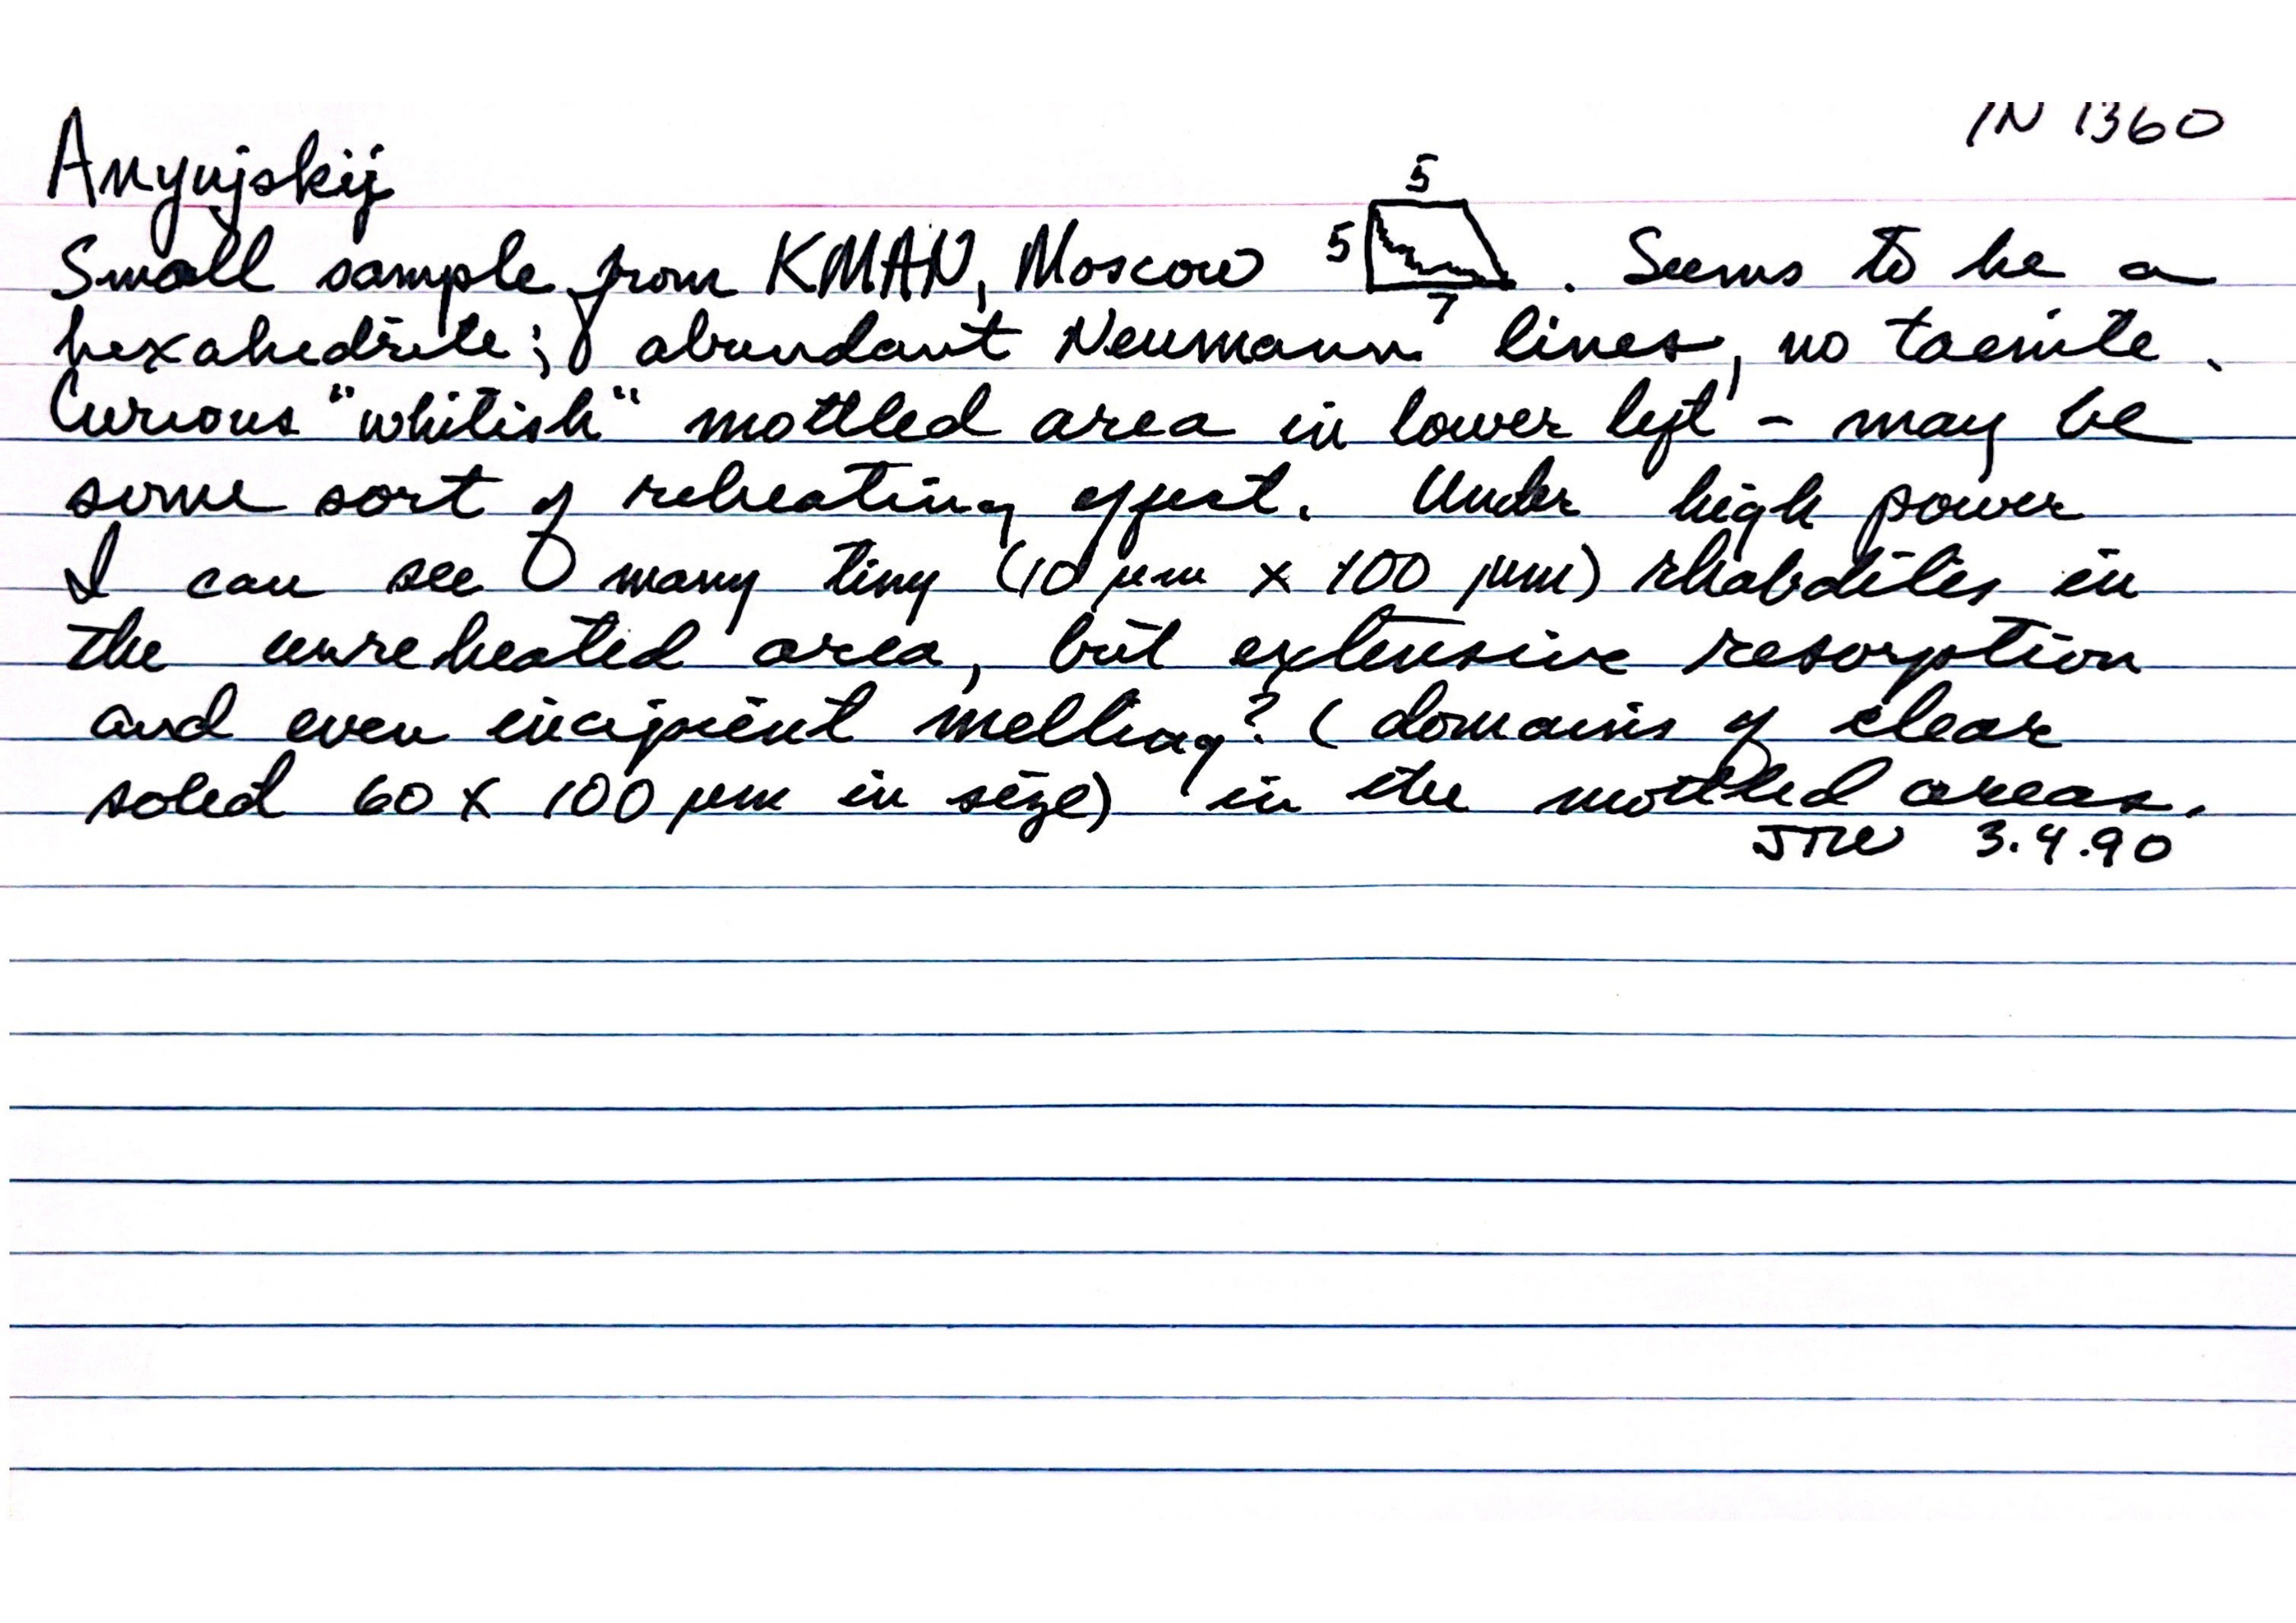 IN 1360
Anyujskij
5
Small sample from KMAN, Moscow 5 . Seems to be a
7
hexahedrite; abundant Neumann lines, no taenite.
Curious "whitish" mottled area in lower left - may be
some sort of reheating effect. Under high power
I can see many tiny (10 µm x 100 µm) rhabdites in
the unreheated area, but extensive resorption
and even incipient melting? (domains of clear
solid 60 x 100 µm in size) in the mottled areas.
JTW 3.4.90